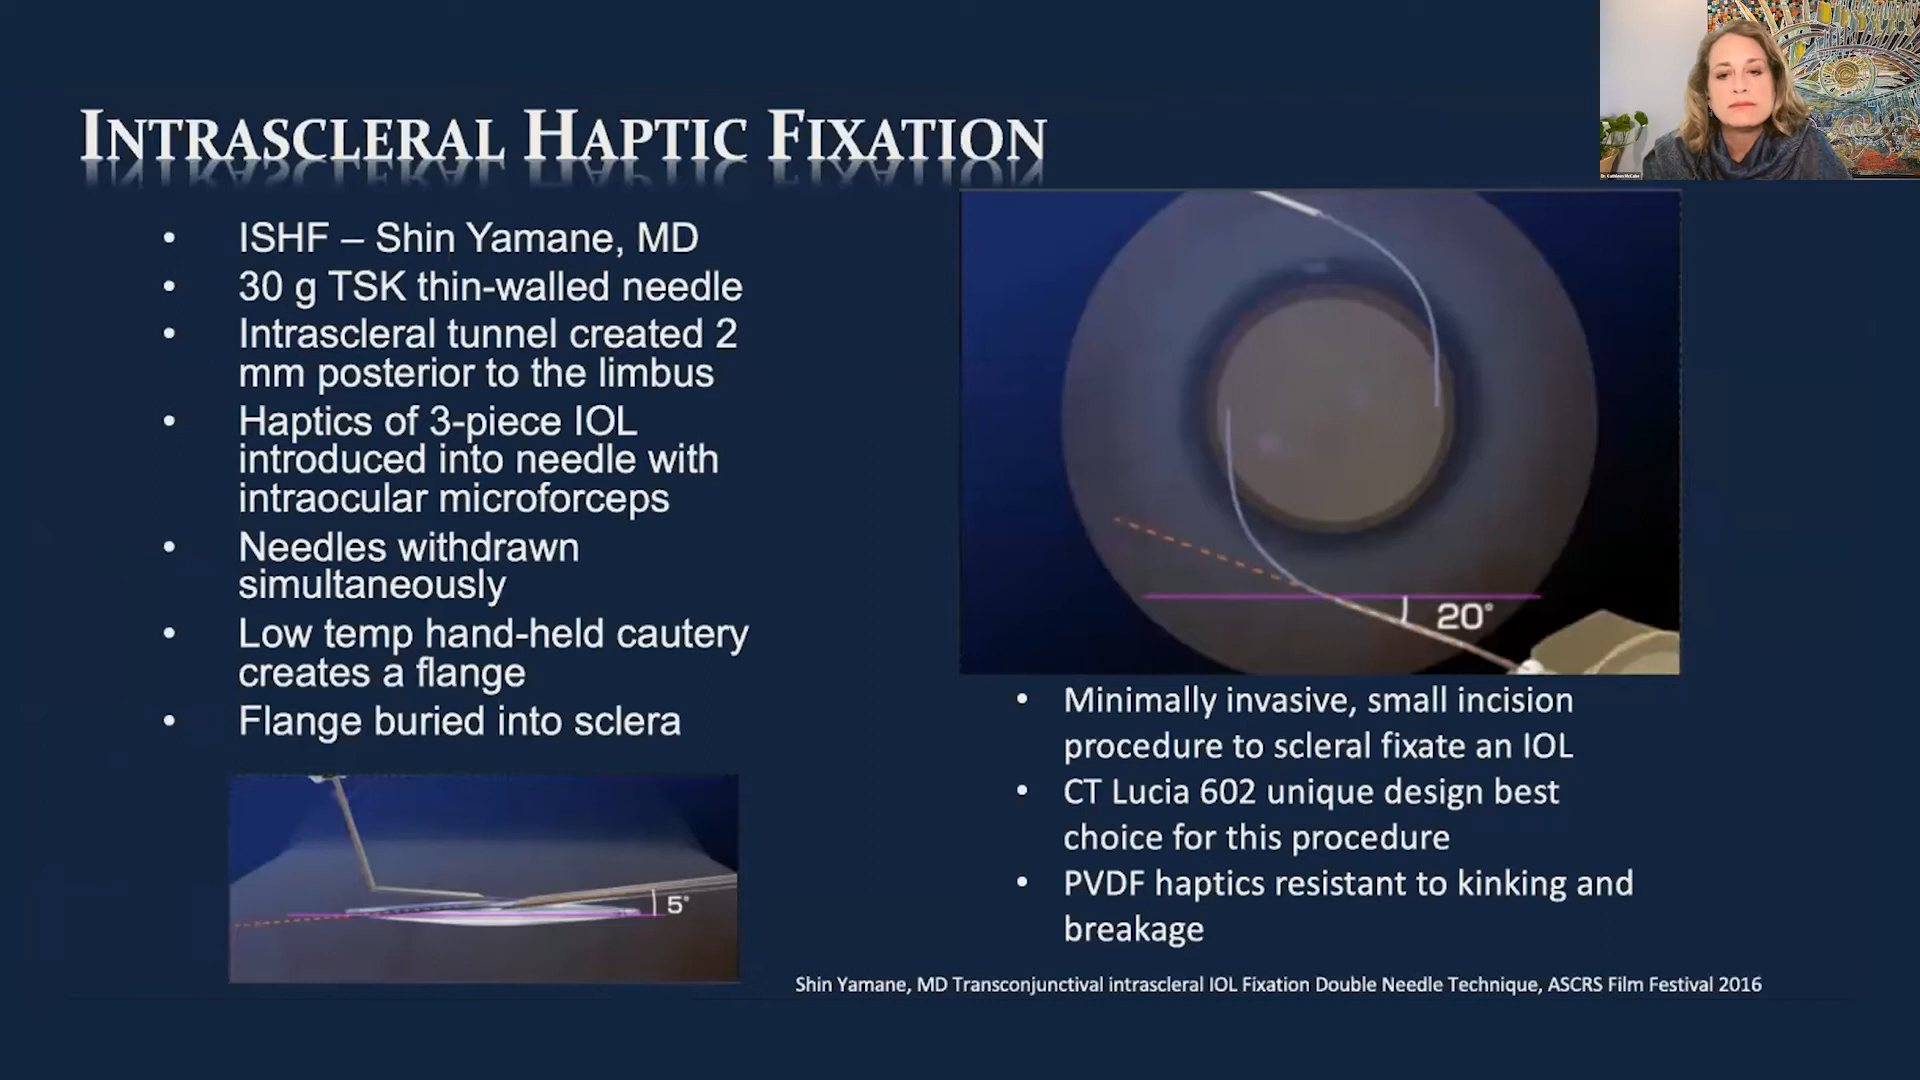 INTRASCLERAL HAPTIC FIXATION
• ISHF – Shin Yamane, MD
• 30 g TSK thin-walled needle
• Intrascleral tunnel created 2
mm posterior to the limbus
• Haptics of 3-piece IOL
introduced into needle with
intraocular microforceps
• Needles withdrawn
simultaneously
• Low temp hand-held cautery
creates a flange
• Flange buried into sclera
5°
20°
• Minimally invasive, small incision
procedure to scleral fixate an IOL
• CT Lucia 602 unique design best
choice for this procedure
• PVDF haptics resistant to kinking and
breakage
Shin Yamane, MD Transconjunctival intrascleral IOL Fixation Double Needle Technique, ASCRS Film Festival 2016
Dr. Cathleen McCabe